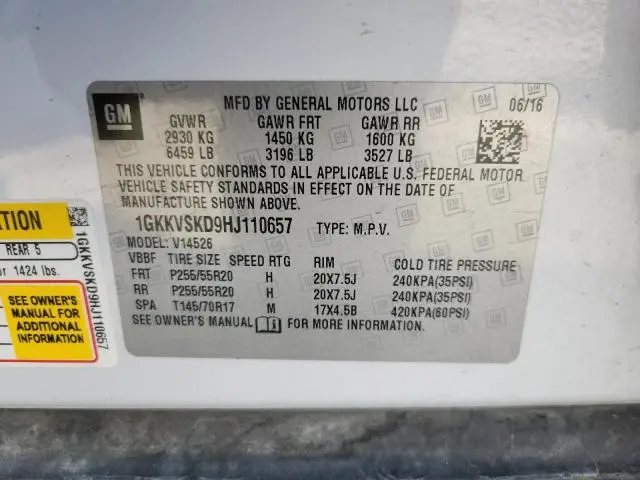 GM
MFD BY GENERAL MOTORS LLC 06/16
GVWR GAWR FRT GAWR RR
2930 KG 1450 KG 1600 KG
6459 LB 3196 LB 3527 LB
THIS VEHICLE CONFORMS TO ALL APPLICABLE U.S. FEDERAL MOTOR
VEHICLE SAFETY STANDARDS IN EFFECT ON THE DATE OF
MANUFACTURE SHOWN ABOVE.
1GKKVSKD9HJ110657 TYPE: M.P.V.
MODEL: V14526
VBBF TIRE SIZE SPEED RTG RIM COLD TIRE PRESSURE
FRT P255/55R20 H 20X7.5J 240KPA(35PSI)
RR P255/55R20 H 20X7.5J 240KPA(35PSI)
SPA T145/70R17 M 17X4.5B 420KPA(60PSI)
SEE OWNER'S MANUAL FOR MORE INFORMATION.
ATION
REAR 5
or 1424 lbs.
SEE OWNER'S
MANUAL FOR
ADDITIONAL
INFORMATION
1GKKVSKD9HJ110657